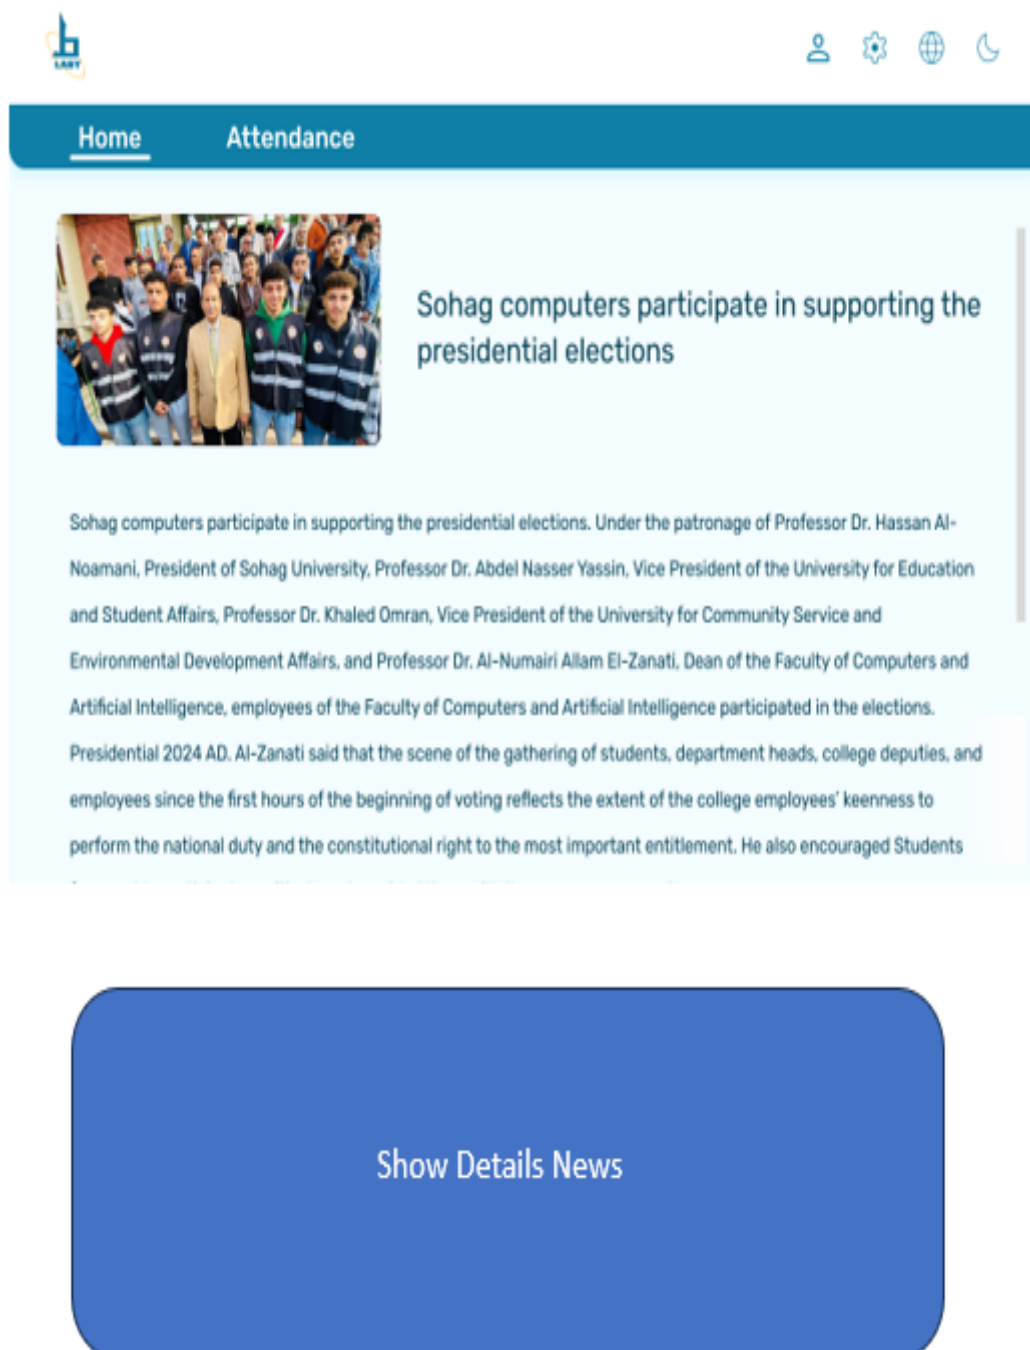 LABY
Home Attendance
Sohag computers participate in supporting the
presidential elections
Sohag computers participate in supporting the presidential elections. Under the patronage of Professor Dr. Hassan Al-
Noamani, President of Sohag University, Professor Dr. Abdel Nasser Yassin, Vice President of the University for Education
and Student Affairs, Professor Dr. Khaled Omran, Vice President of the University for Community Service and
Environmental Development Affairs, and Professor Dr. Al-Numairi Allam El-Zanati, Dean of the Faculty of Computers and
Artificial Intelligence, employees of the Faculty of Computers and Artificial Intelligence participated in the elections.
Presidential 2024 AD. Al-Zanati said that the scene of the gathering of students, department heads, college deputies, and
employees since the first hours of the beginning of voting reflects the extent of the college employees' keenness to
perform the national duty and the constitutional right to the most important entitlement. He also encouraged Students
Show Details News